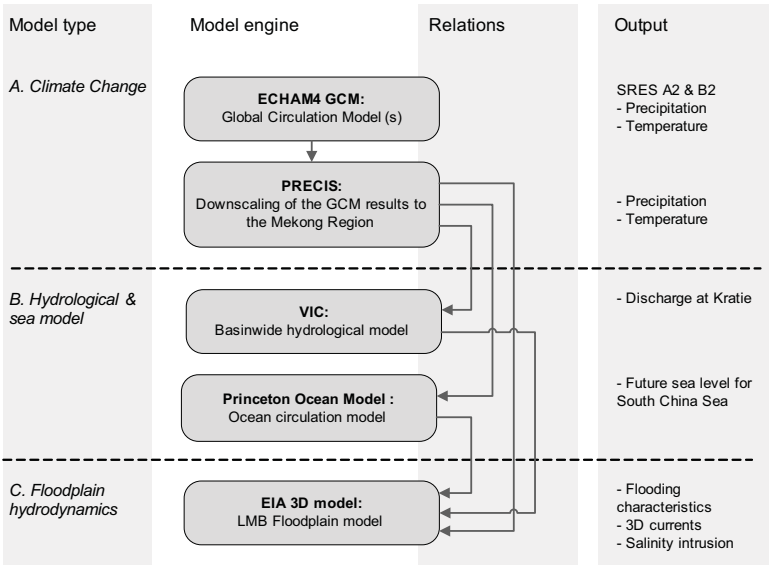 Model type
Model engine
Relations
Output
A. Climate Change
ECHAM4 GCM:
Global Circulation Model (s)
SRES A2 & B2
- Precipitation
- Temperature
PRECIS:
Downscaling of the GCM results to
the Mekong Region
- Precipitation
- Temperature
B. Hydrological &
sea model
VIC:
Basinwide hydrological model
- Discharge at Kratie
Princeton Ocean Model :
Ocean circulation model
- Future sea level for
South China Sea
C. Floodplain
hydrodynamics
EIA 3D model:
LMB Floodplain model
- Flooding
characteristics
- 3D currents
- Salinity intrusion